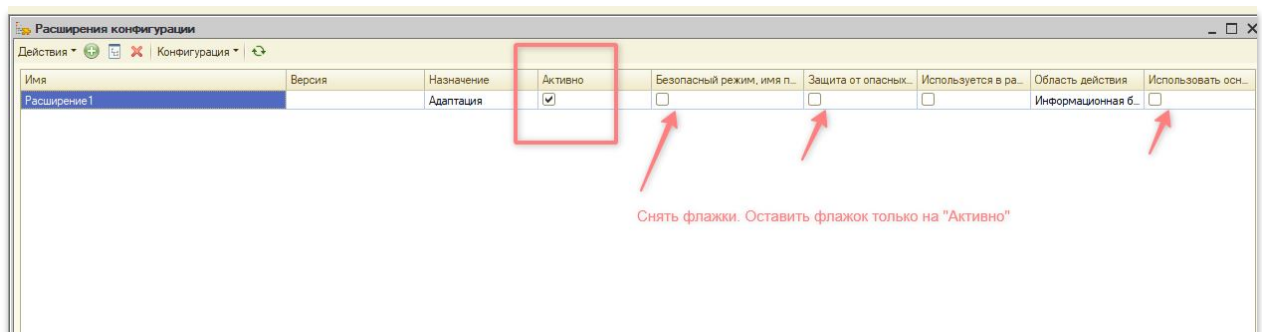 Расширения конфигурации
Действия Конфигурация
Имя Версия Назначение Активно Безопасный режим, имя п... Защита от опасных... Используется в ра... Область действия Использовать осн...
Расширение1 Адаптация Информационная б...
Снять флажки. Оставить флажок только на "Активно"